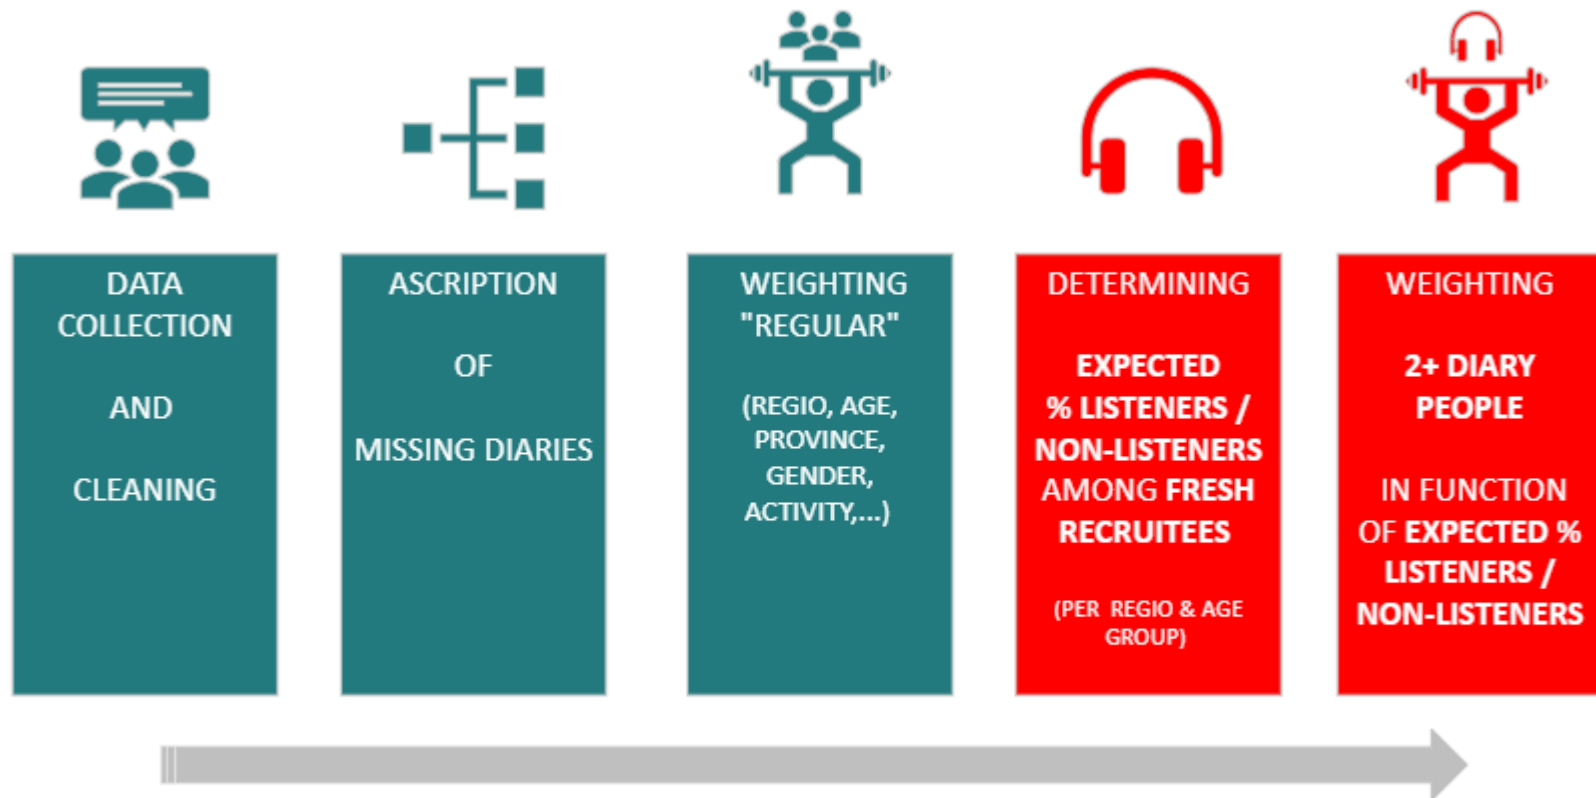 DATA
COLLECTION
AND
CLEANING
ASCRIPTION
OF
MISSING DIARIES
WEIGHTING
"REGULAR"
(REGIO, AGE,
PROVINCE,
GENDER,
ACTIVITY,...)
DETERMINING
EXPECTED
% LISTENERS /
NON-LISTENERS
AMONG FRESH
RECRUITEES
(PER REGIO & AGE
GROUP)
WEIGHTING
2+ DIARY
PEOPLE
IN FUNCTION
OF EXPECTED %
LISTENERS /
NON-LISTENERS